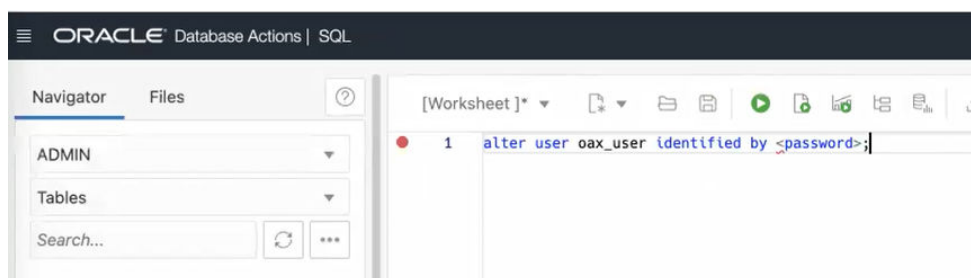 ORACLE Database Actions | SQL
Navigator Files
[Worksheet ]*
ADMIN
1 alter user oax_user identified by <password>;
Tables
Search...